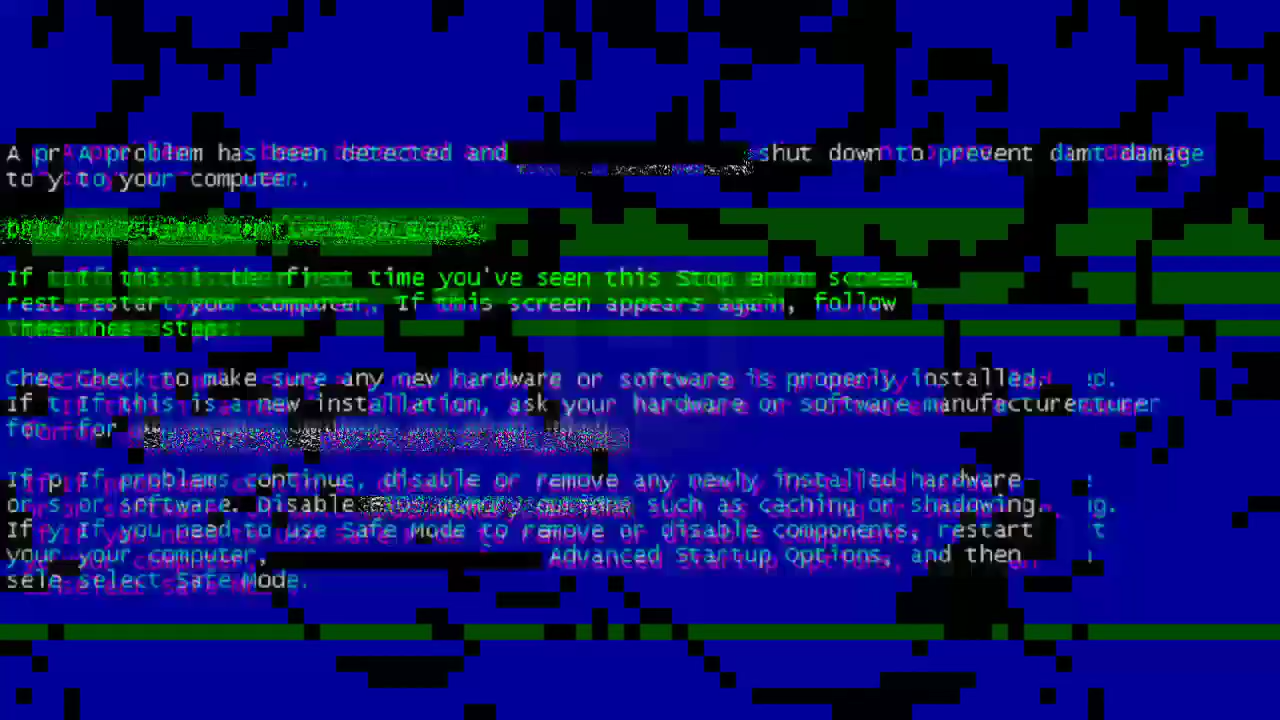 A pr A problem has been detected and shut down to prevent damt damage
to y to your computer.
If t If this is the first time you've seen this Stop error screen,
rest restart your computer. If this screen appears again, follow
thes thes steps:
Chec Check to make sure any new hardware or software is properly installed. d.
If t If this is a new installation, ask your hardware or software manufacturerturer
for for
If p If problems continue, disable or remove any newly installed hardware
or s or software. Disable such as caching or shadowing. g.
If y If you need to use Safe Mode to remove or disable components, restart t
your your computer, Advanced Startup Options, and then
sele select Safe Mode.